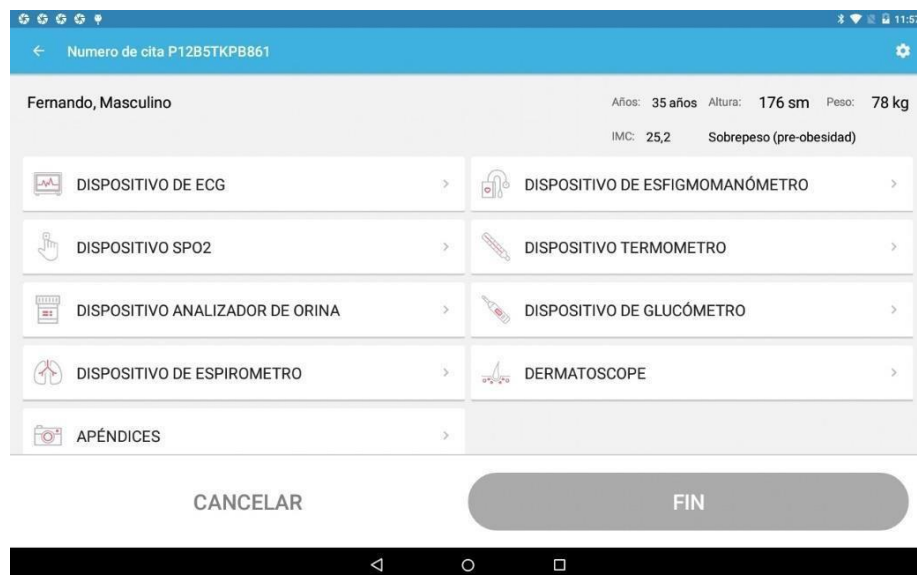 11:57
Numero de cita P12B5TKPB861
Fernando, Masculino
Años: 35 años Altura: 176 sm Peso: 78 kg
IMC: 25,2 Sobrepeso (pre-obesidad)
DISPOSITIVO DE ECG
DISPOSITIVO DE ESFIGMOMANÓMETRO
DISPOSITIVO SPO2
DISPOSITIVO TERMOMETRO
DISPOSITIVO ANALIZADOR DE ORINA
DISPOSITIVO DE GLUCÓMETRO
DISPOSITIVO DE ESPIROMETRO
DERMATOSCOPE
APÉNDICES
CANCELAR
FIN